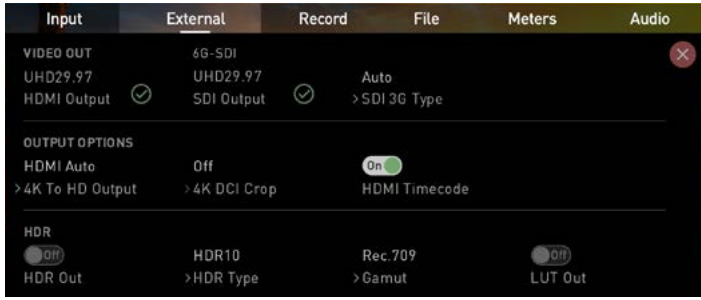 Input External Record File Meters Audio
VIDEO OUT 6G-SDI
UHD29.97 UHD29.97 Auto
HDMI Output SDI Output >SDI 3G Type
OUTPUT OPTIONS
HDMI Auto Off On
>4K To HD Output >4K DCI Crop HDMI Timecode
HDR
Off HDR10 Rec.709 Off
HDR Out >HDR Type >Gamut LUT Out